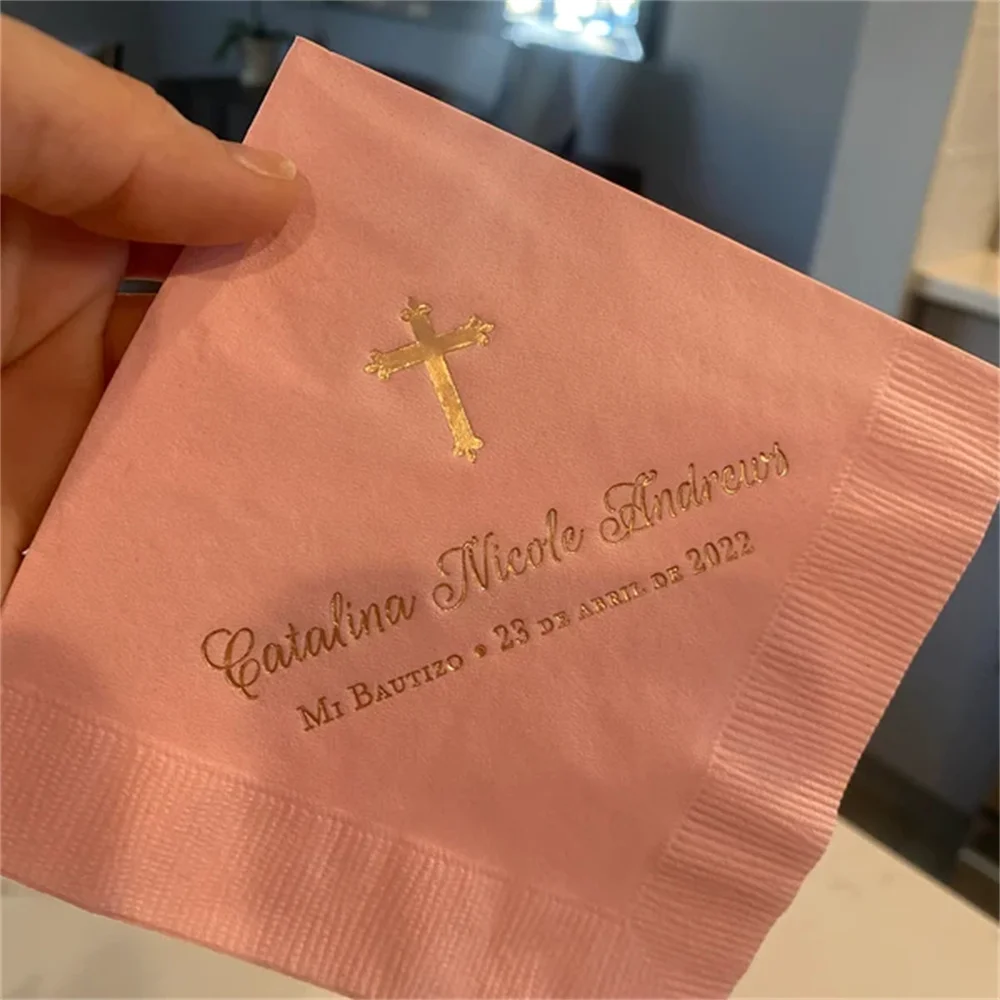 Catalina Nicole Andrews
Mi Bautizo • 23 de abril de 2022